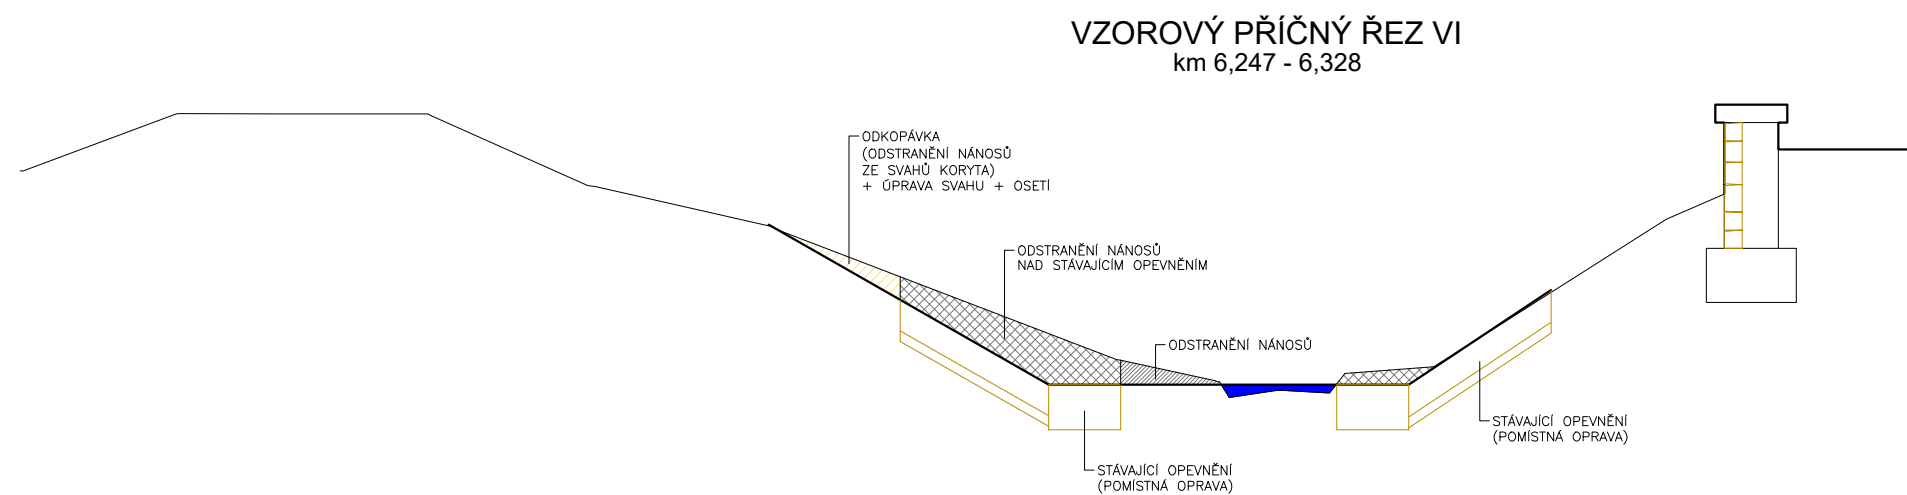 VZOROVÝ PŘÍČNÝ ŘEZ VI
km 6,247 - 6,328
ODKOPÁVKA
(ODSTRANĚNÍ NÁNOSŮ
ZE SVAHŮ KORYTA)
+ ÚPRAVA SVAHU + OSETÍ
ODSTRANĚNÍ NÁNOSŮ
NAD STÁVAJÍCÍM OPEVNĚNÍM
ODSTRANĚNÍ NÁNOSŮ
STÁVAJÍCÍ OPEVNĚNÍ
(POMÍSTNÁ OPRAVA)
STÁVAJÍCÍ OPEVNĚNÍ
(POMÍSTNÁ OPRAVA)